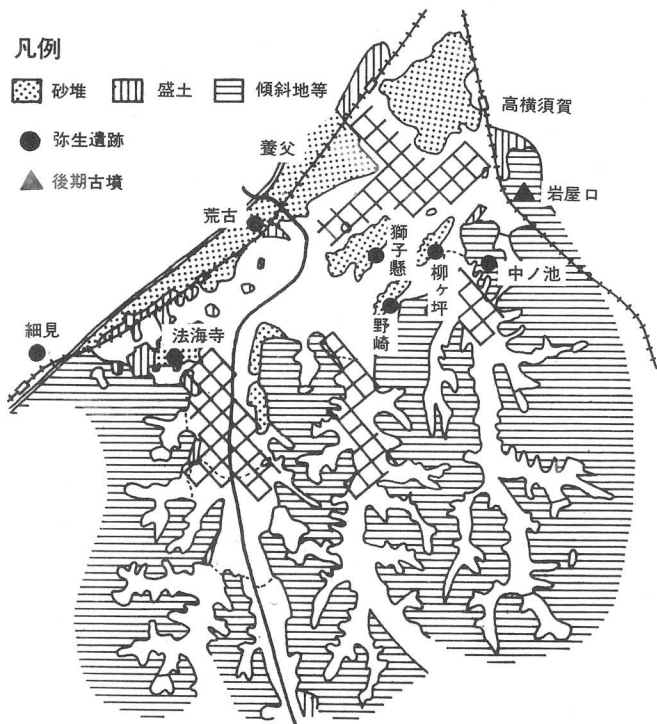 凡例
砂堆 盛土 傾斜地等
弥生遺跡
後期古墳
高横須賀
養父
岩屋口
荒古
獅子懸
柳ヶ坪
中ノ池
野崎
細見
法海寺